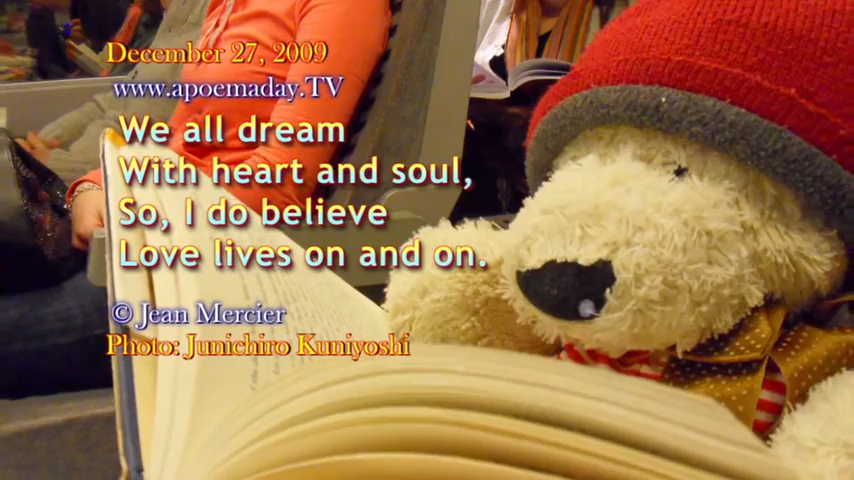 December 27, 2009
www.apoemaday.TV
We all dream
With heart and soul,
So, I do believe
Love lives on and on.
© Jean Mercier
Photo: Junichiro Kuniyoshi